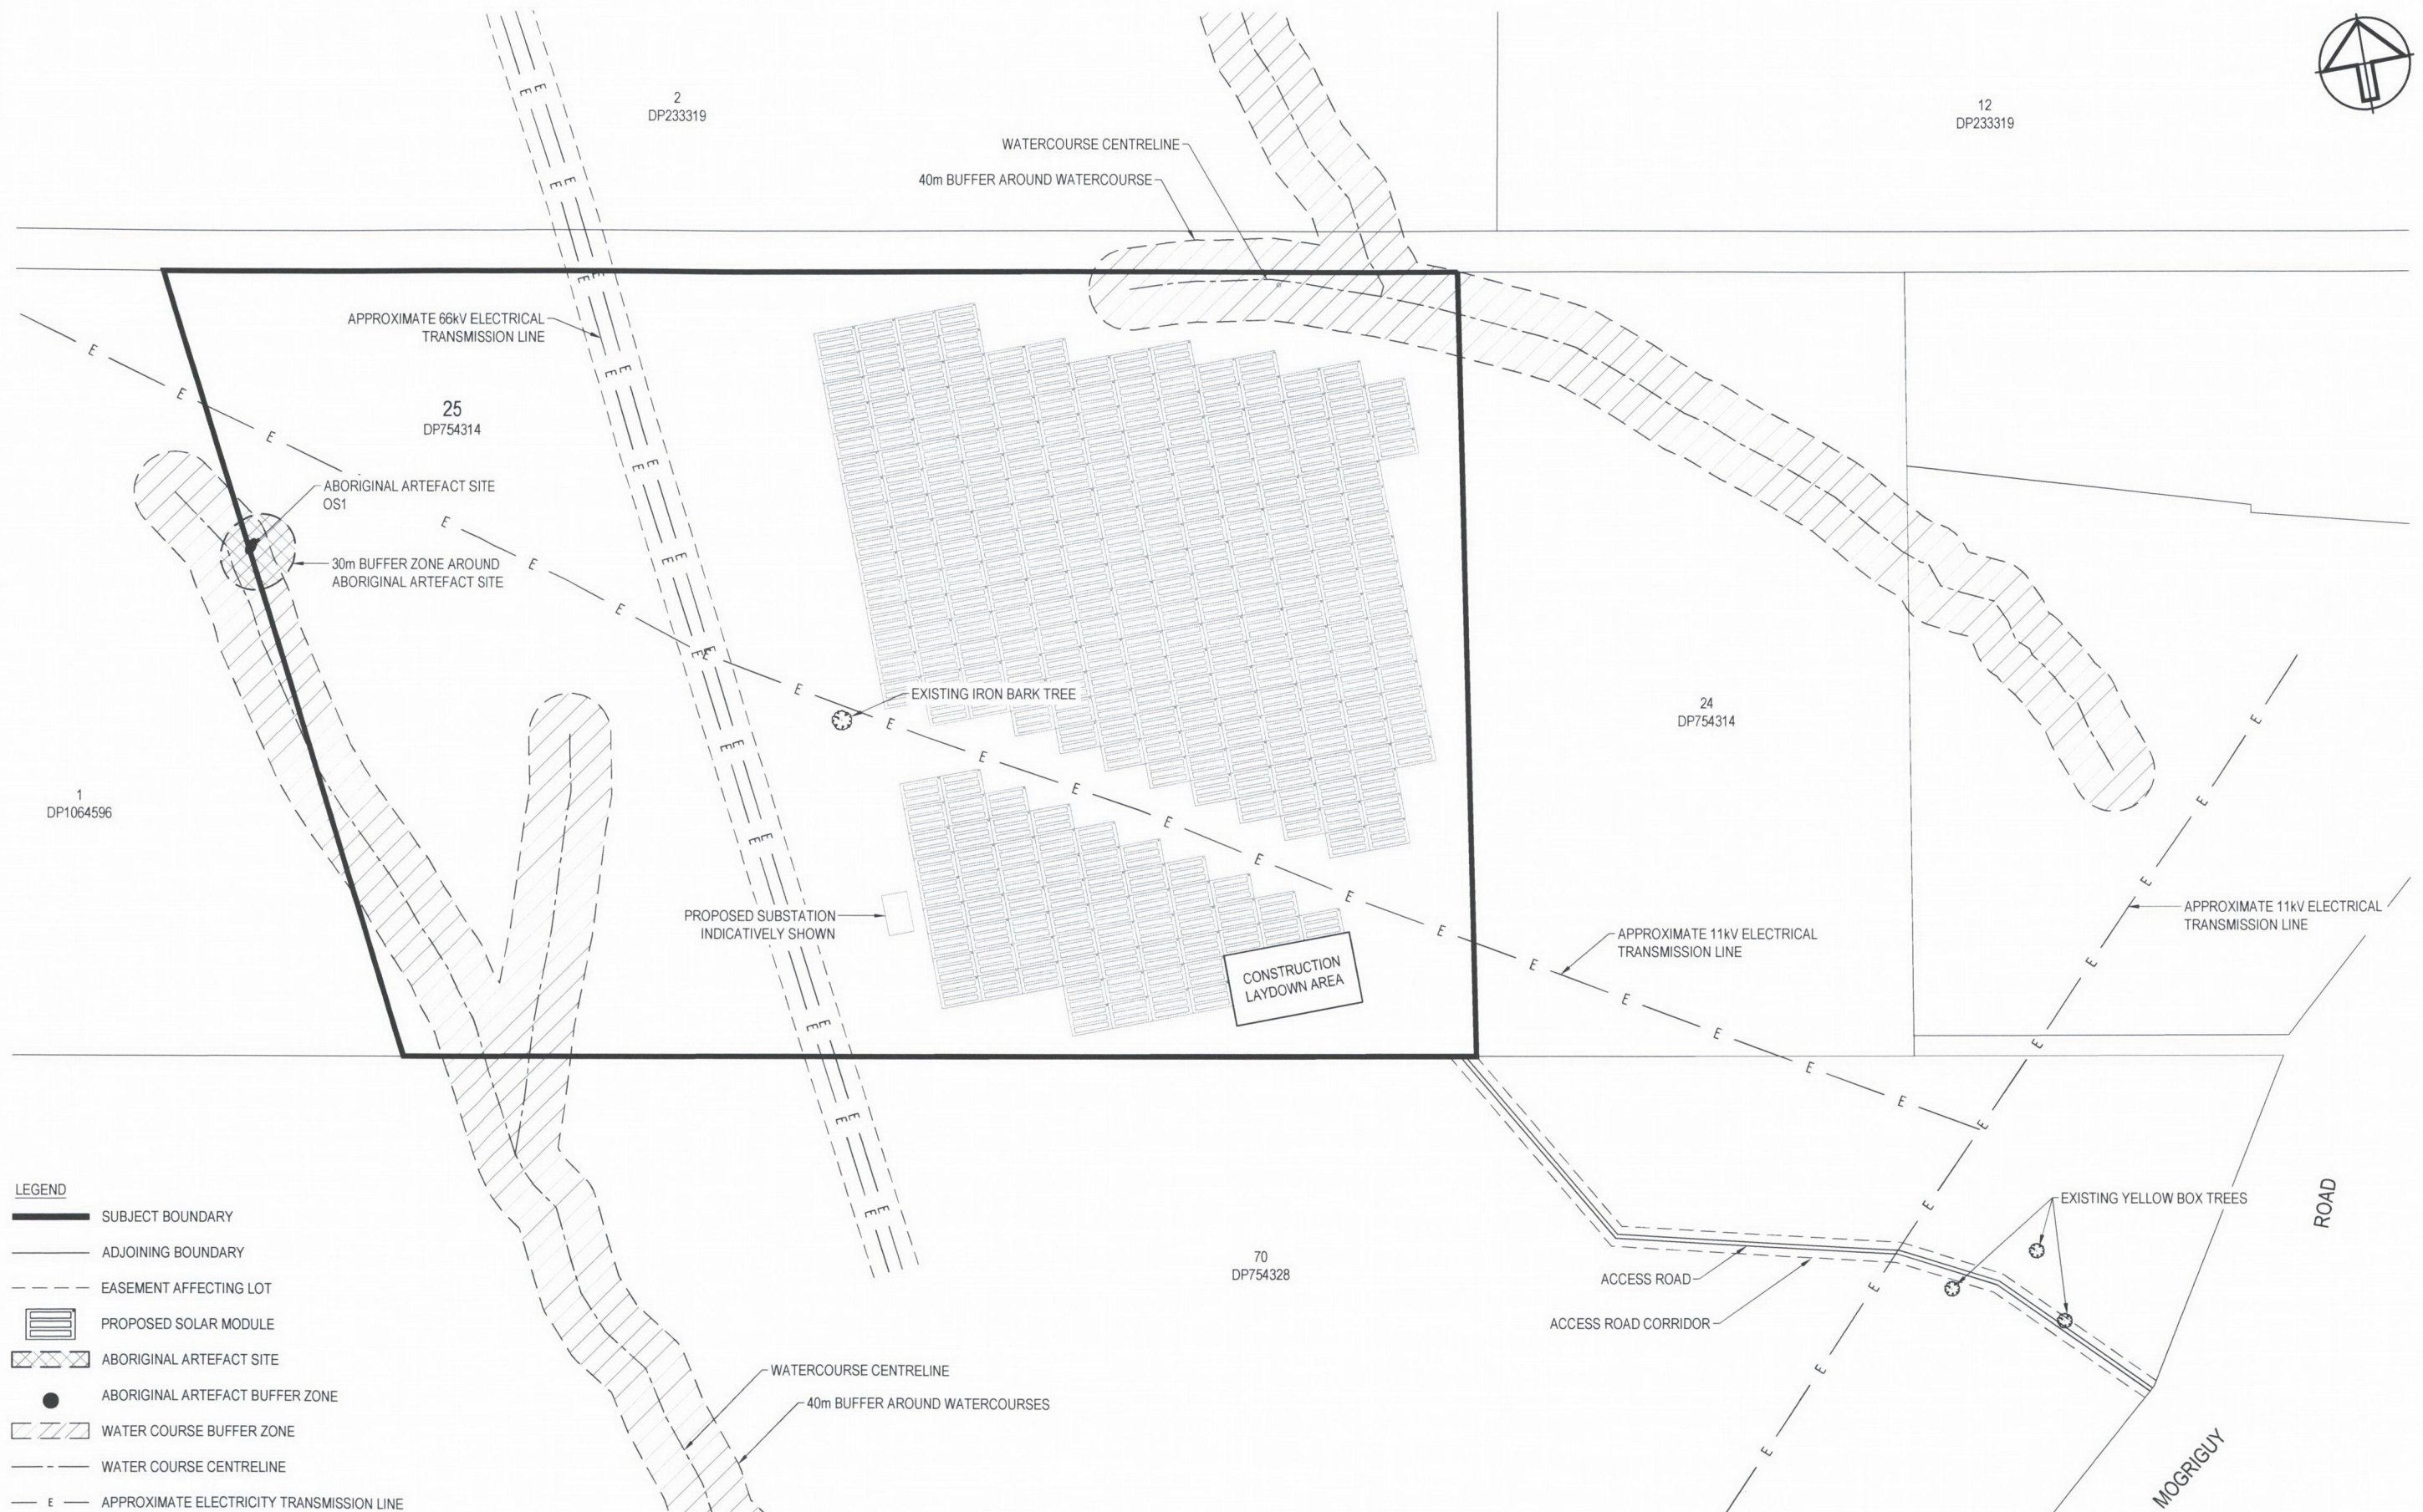 2
DP233319
12
DP233319
WATERCOURSE CENTRELINE
40m BUFFER AROUND WATERCOURSE
APPROXIMATE 66kV ELECTRICAL
TRANSMISSION LINE
25
DP754314
ABORIGINAL ARTEFACT SITE
OS1
30m BUFFER ZONE AROUND
ABORIGINAL ARTEFACT SITE
EXISTING IRON BARK TREE
24
DP754314
1
DP1064596
PROPOSED SUBSTATION
INDICATIVELY SHOWN
CONSTRUCTION
LAYDOWN AREA
APPROXIMATE 11kV ELECTRICAL
TRANSMISSION LINE
APPROXIMATE 11kV ELECTRICAL
TRANSMISSION LINE
EXISTING YELLOW BOX TREES
ROAD
70
DP754328
ACCESS ROAD
ACCESS ROAD CORRIDOR
WATERCOURSE CENTRELINE
40m BUFFER AROUND WATERCOURSES
MOGRIGUY
LEGEND
SUBJECT BOUNDARY
ADJOINING BOUNDARY
EASEMENT AFFECTING LOT
PROPOSED SOLAR MODULE
ABORIGINAL ARTEFACT SITE
ABORIGINAL ARTEFACT BUFFER ZONE
WATER COURSE BUFFER ZONE
WATER COURSE CENTRELINE
E APPROXIMATE ELECTRICITY TRANSMISSION LINE